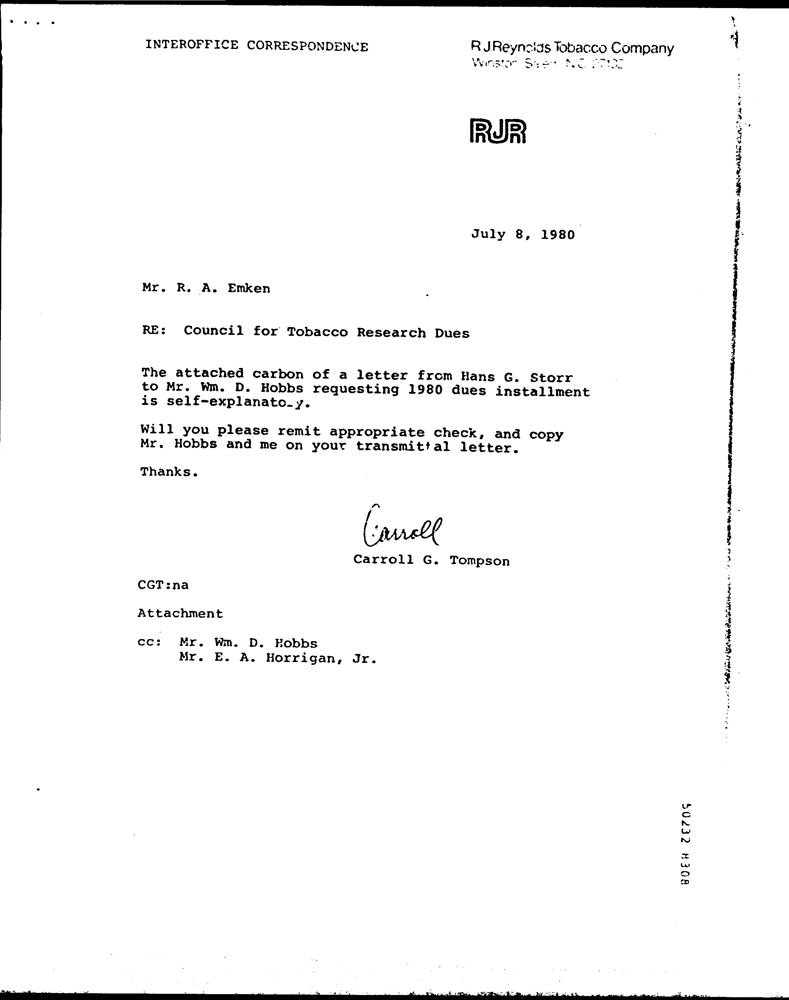 INTEROFFICE CORRESPONDENCE
R J Reynolds Tobacco Company
Winston Salem N.C. 27102
RJR
July 8, 1980
Mr. R. A. Emken
RE: Council for Tobacco Research Dues
The attached carbon of a letter from Hans G. Storr
to Mr. Wm. D. Hobbs requesting 1980 dues installment
is self-explanato_y.
Will you please remit appropriate check, and copy
Mr. Hobbs and me on your transmittal letter.
Thanks.
Carroll
Carroll G. Tompson
CGT:na
Attachment
cc: Mr. Wm. D. Hobbs
Mr. E. A. Horrigan, Jr.
50232